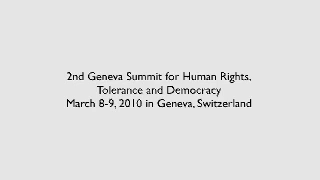 2nd Geneva Summit for Human Rights,
Tolerance and Democracy
March 8-9, 2010 in Geneva, Switzerland